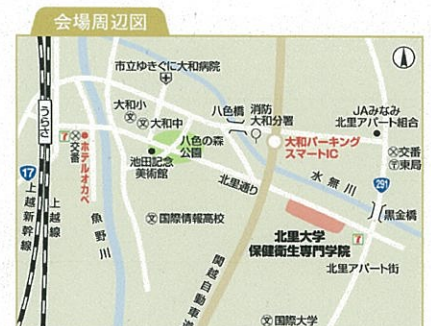 会場周辺図
市立ゆきぐに大和病院
大和小
大和中
八色橋
消防
大和分署
JAみなみ
北里アパート組合
うらさ
7
交番
ホテルオカベ
八色の森
公園
池田記念
美術館
大和パーキング
スマートIC
交番
東局
北里通り
水無川
291
17
上越新幹線
上越線
魚野川
国際情報高校
黒金橋
北里大学
保健衛生専門学院
7
北里アパート街
関越自動車道
国際大学